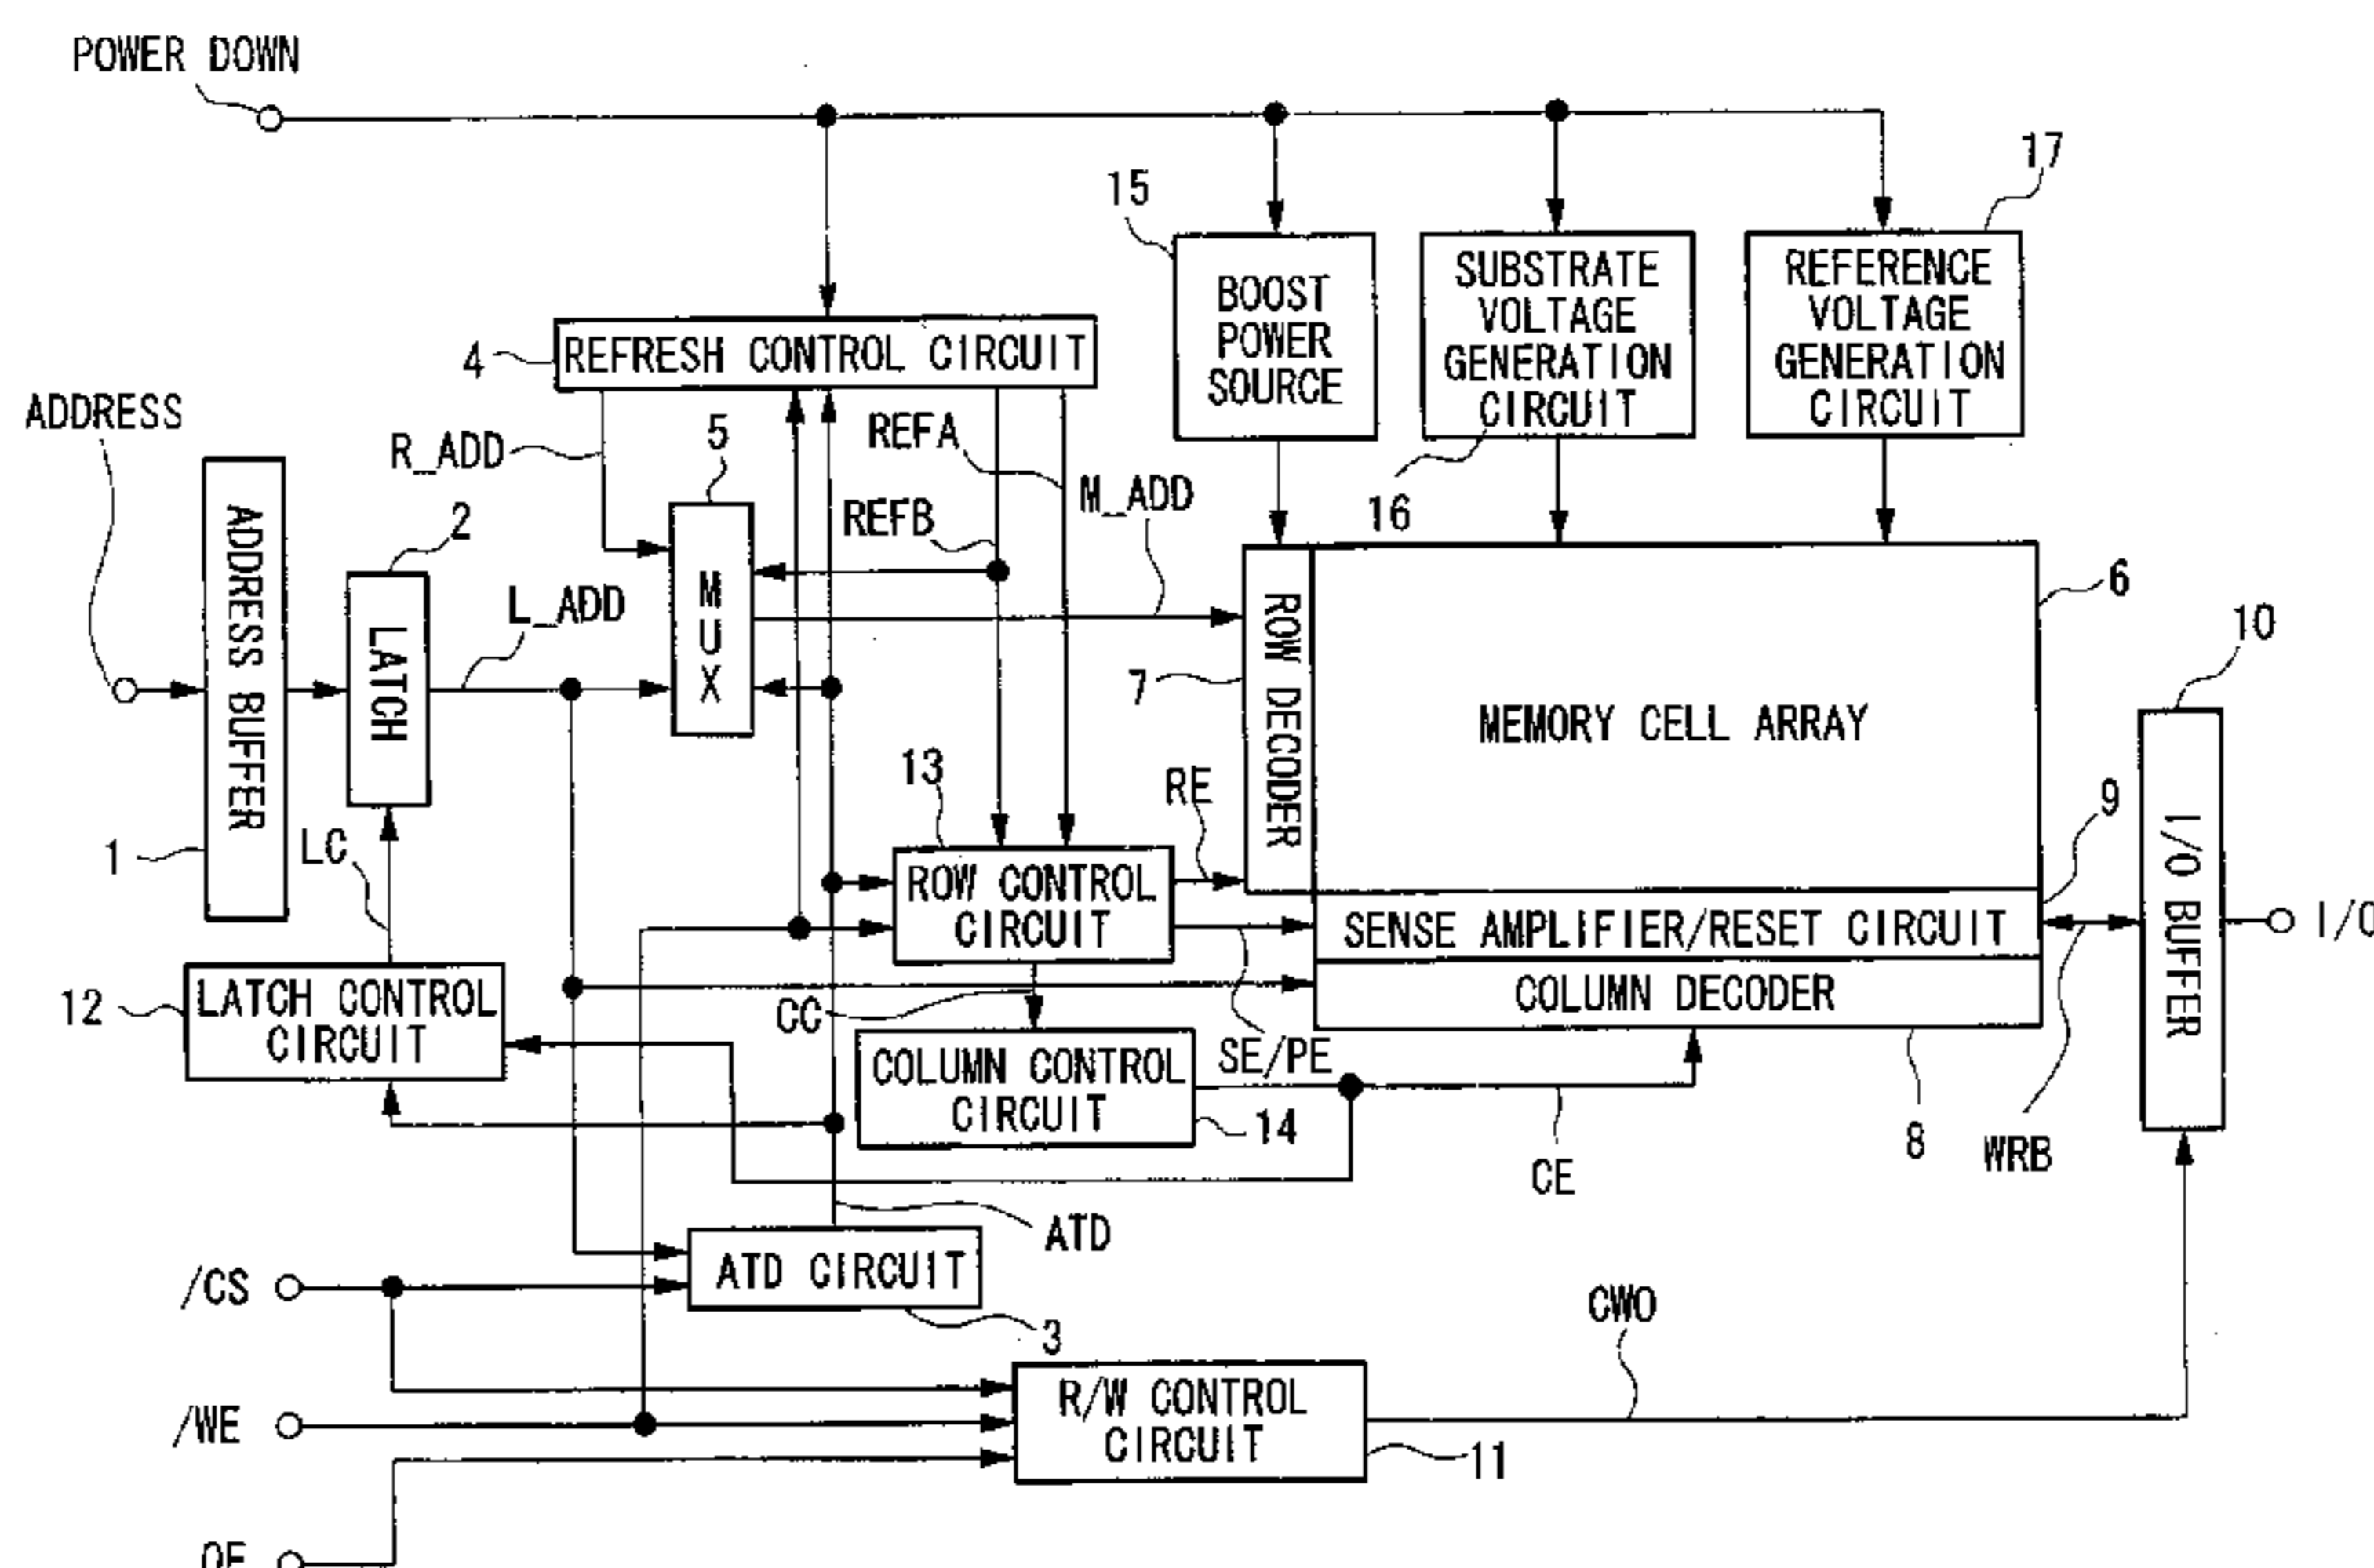 POWER DOWN
17
15
BOOST
POWER
SOURCE
SUBSTRATE
VOLTAGE
GENERATION
CIRCUIT
REFERENCE
VOLTAGE
GENERATION
CIRCUIT
4
REFRESH CONTROL CIRCUIT
ADDRESS
R_ADD
5
REFA
M_ADD
16
2
REFB
ADDRESS BUFFER
LATCH
L_ADD
MUX
ROW DECODER
6
10
7
MEMORY CELL ARRAY
13
RE
9
1
LC
ROW CONTROL
CIRCUIT
I/O BUFFER
I/O
SENSE AMPLIFIER/RESET CIRCUIT
12
LATCH CONTROL
CIRCUIT
CC
COLUMN DECODER
COLUMN CONTROL
CIRCUIT
SE/PE
14
8
WRB
CE
ATD
/CS
ATD CIRCUIT
3
CWO
/WE
R/W CONTROL
CIRCUIT
11
OE